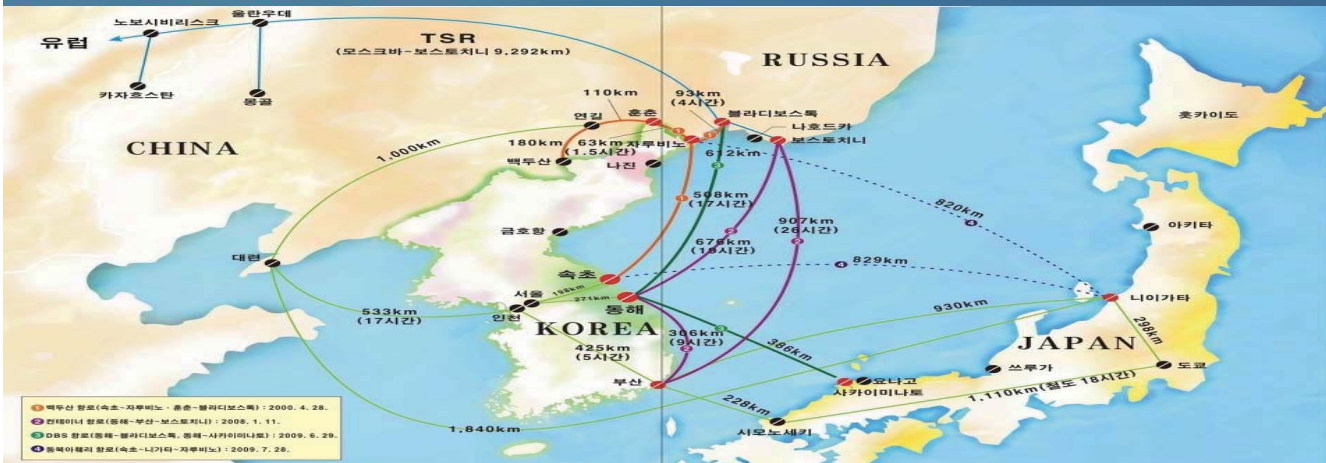 노보시비리스크
울란우데
유럽
TSR
(모스크바~보스토치니 9,292km)
RUSSIA
카자흐스탄
몽골
CHINA
1,000km
110km
연길
훈춘
93km
(4시간)
블라디보스톡
나호드카
보스토치니
홋카이도
180km
63km
(1.5시간)
자루비노
백두산
나진
612km
508km
(17시간)
907km
(26시간)
820km
아키타
금호항
676km
(19시간)
829km
대련
속초
198km
서울
인천
271km
동해
니이가타
930km
533km
(17시간)
KOREA
306km
(9시간)
386km
JAPAN
298km
425km
(5시간)
쓰루가
도쿄
부산
요나고
사카이미나토
1,110km(철도 18시간)
228km
시오노세키
1,840km
1 백두산 항로(속초~자루비노·훈춘~블라디보스톡) : 2000. 4. 28.
2 컨테이너 항로(동해~부산~보스토치니) : 2008. 1. 11.
3 DBS 항로(동해~블라디보스톡, 동해~사카이미나토) : 2009. 6. 29.
4 동북아훼리 항로(속초~니가타~자루비노) : 2009. 7. 28.